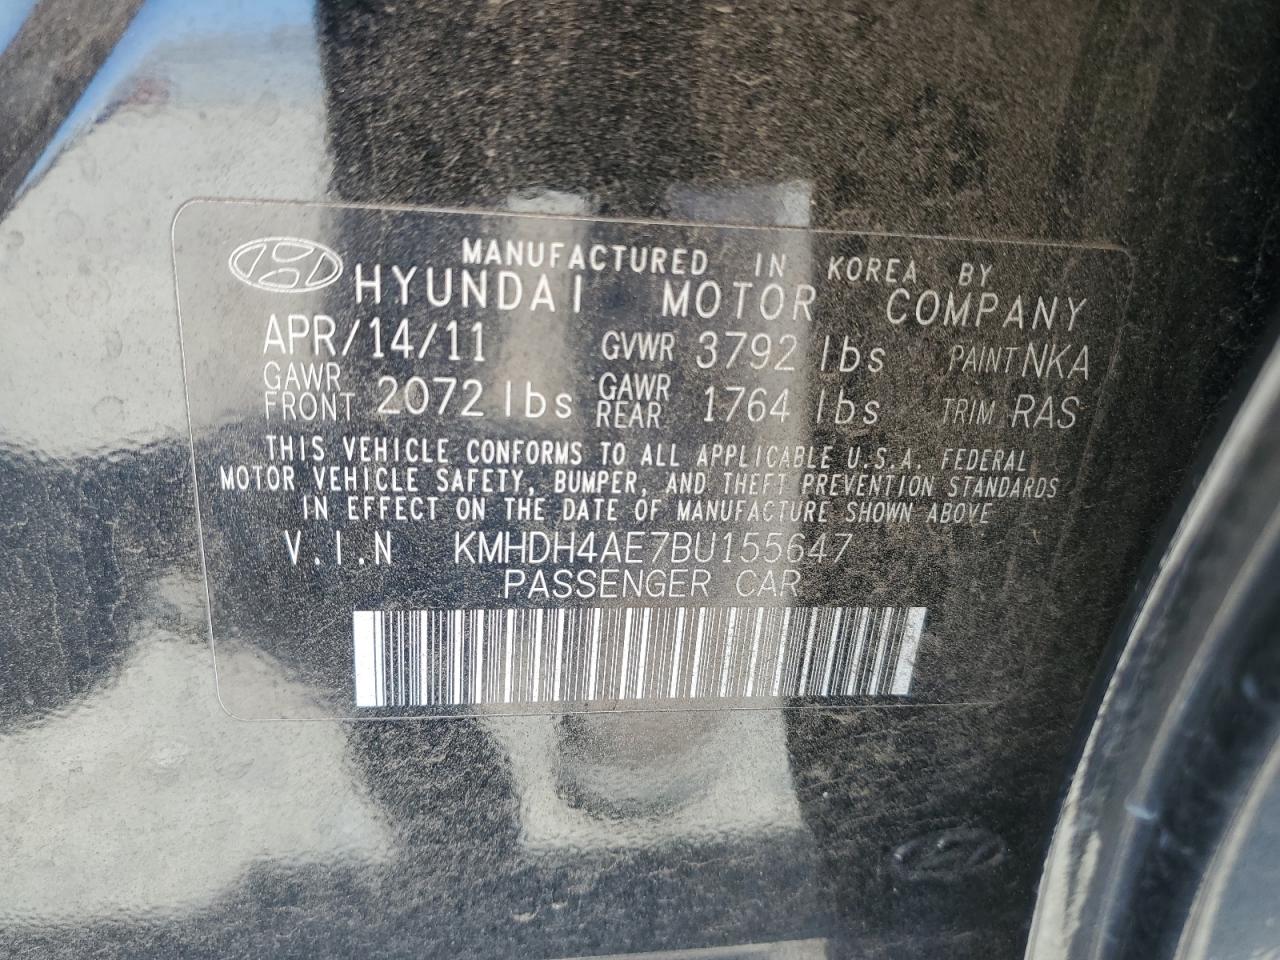 MANUFACTURED IN KOREA BY
HYUNDAI MOTOR COMPANY
APR/14/11 GVWR 3792 lbs PAINT NKA
GAWR FRONT 2072 lbs GAWR REAR 1764 lbs TRIM RAS
THIS VEHICLE CONFORMS TO ALL APPLICABLE U.S.A. FEDERAL
MOTOR VEHICLE SAFETY, BUMPER, AND THEFT PREVENTION STANDARDS
IN EFFECT ON THE DATE OF MANUFACTURE SHOWN ABOVE
V.I.N KMHDH4AE7BU155647
PASSENGER CAR